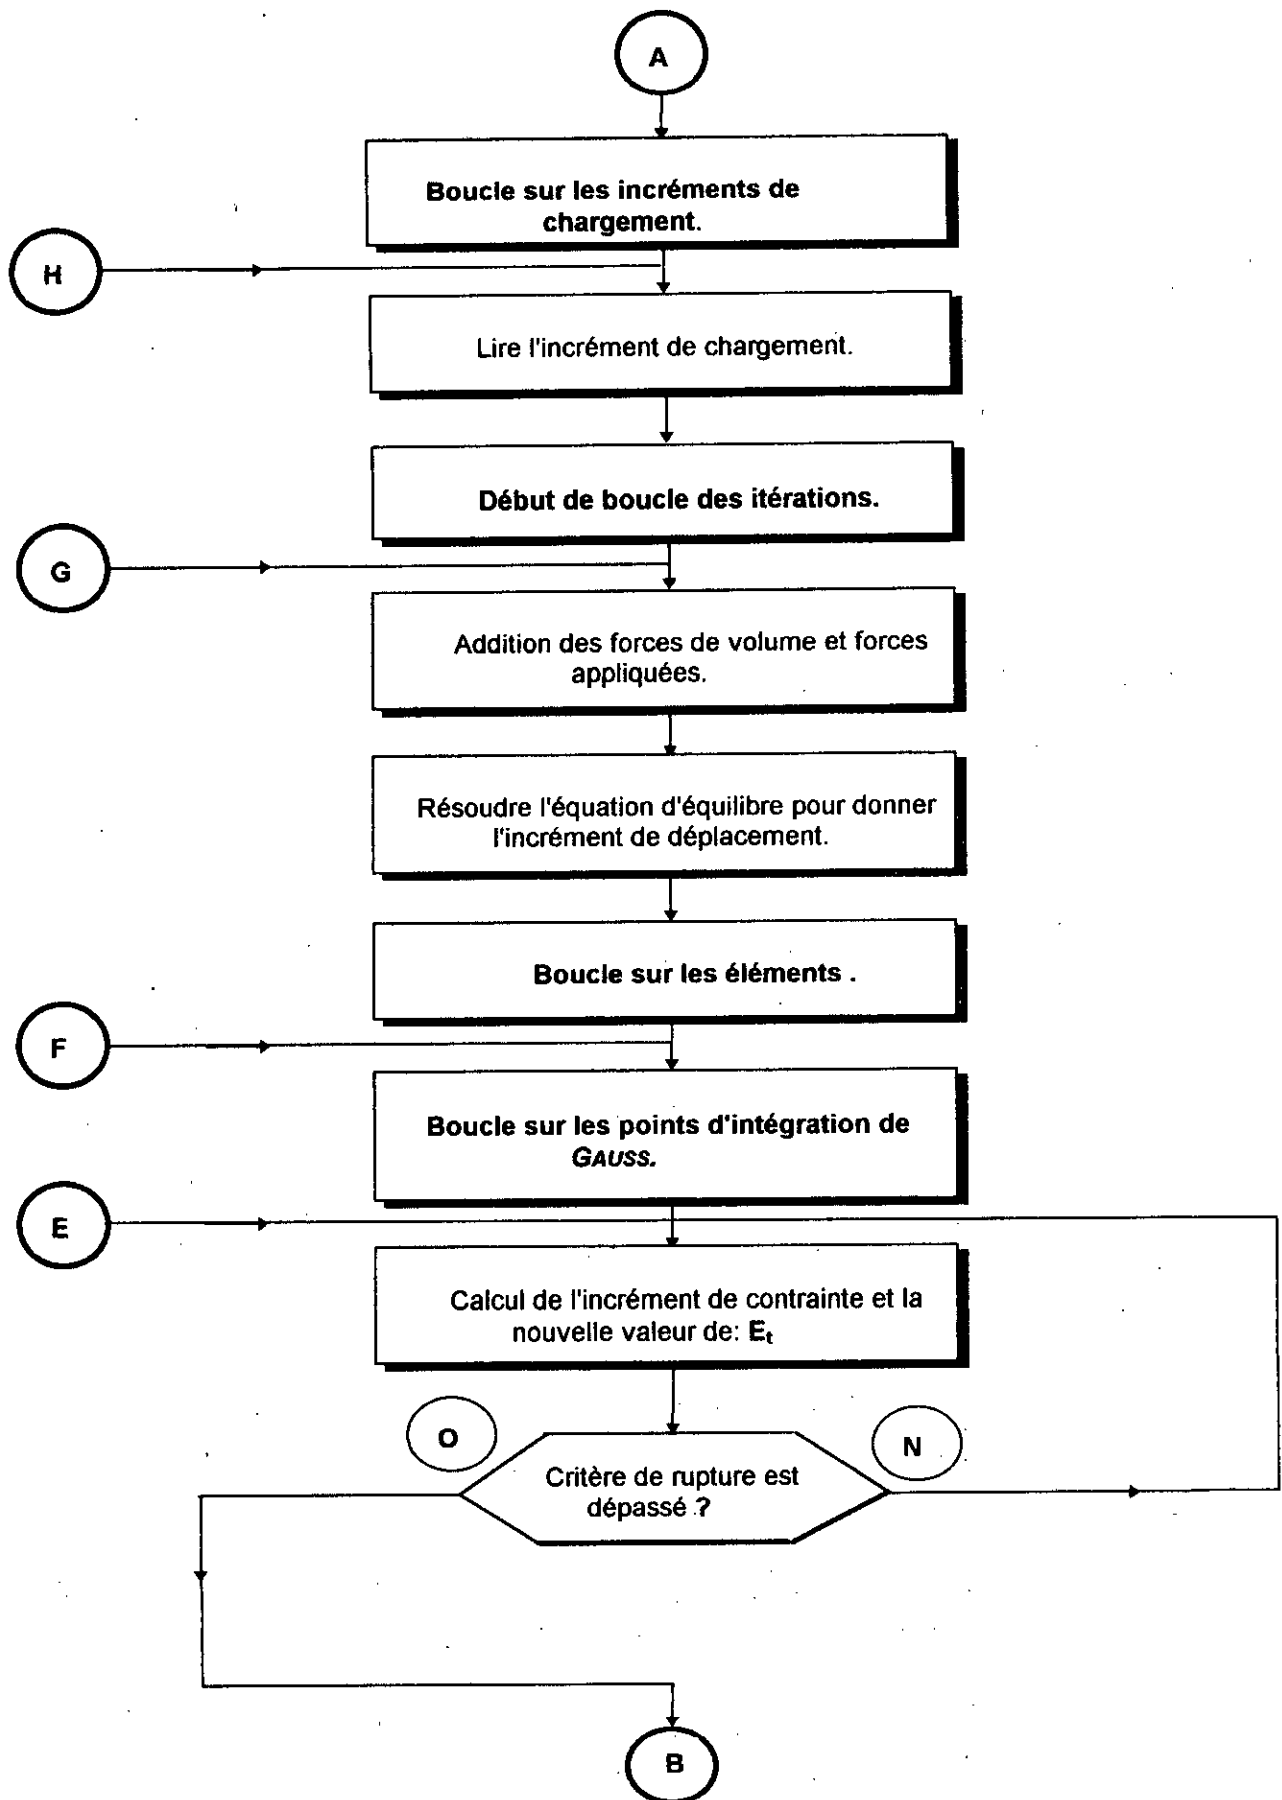 A
Boucle sur les incréments de
chargement.
H
Lire l'incrément de chargement.
Début de boucle des itérations.
G
Addition des forces de volume et forces
appliquées.
Résoudre l'équation d'équilibre pour donner
l'incrément de déplacement.
Boucle sur les éléments .
F
Boucle sur les points d'intégration de
GAUSS.
E
Calcul de l'incrément de contrainte et la
nouvelle valeur de: Et
O
N
Critère de rupture est
dépassé ?
B